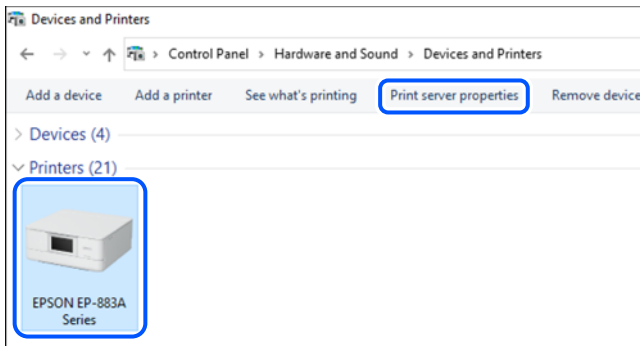 Devices and Printers
Control Panel > Hardware and Sound > Devices and Printers
Add a device Add a printer See what's printing Print server properties Remove device
Devices (4)
Printers (21)
EPSON EP-883A
Series